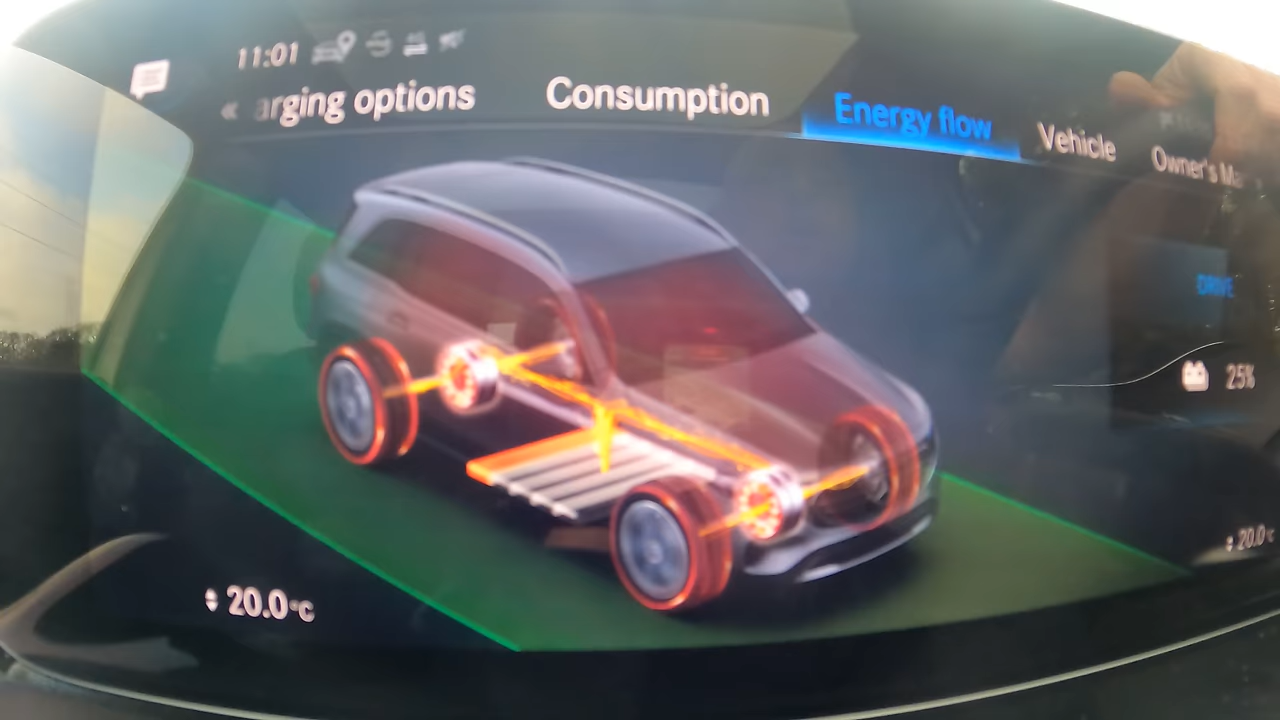 11:01
« arging options Consumption Energy flow Vehicle Owner's Ma
DRIVE
25%
20.0
20.0°C